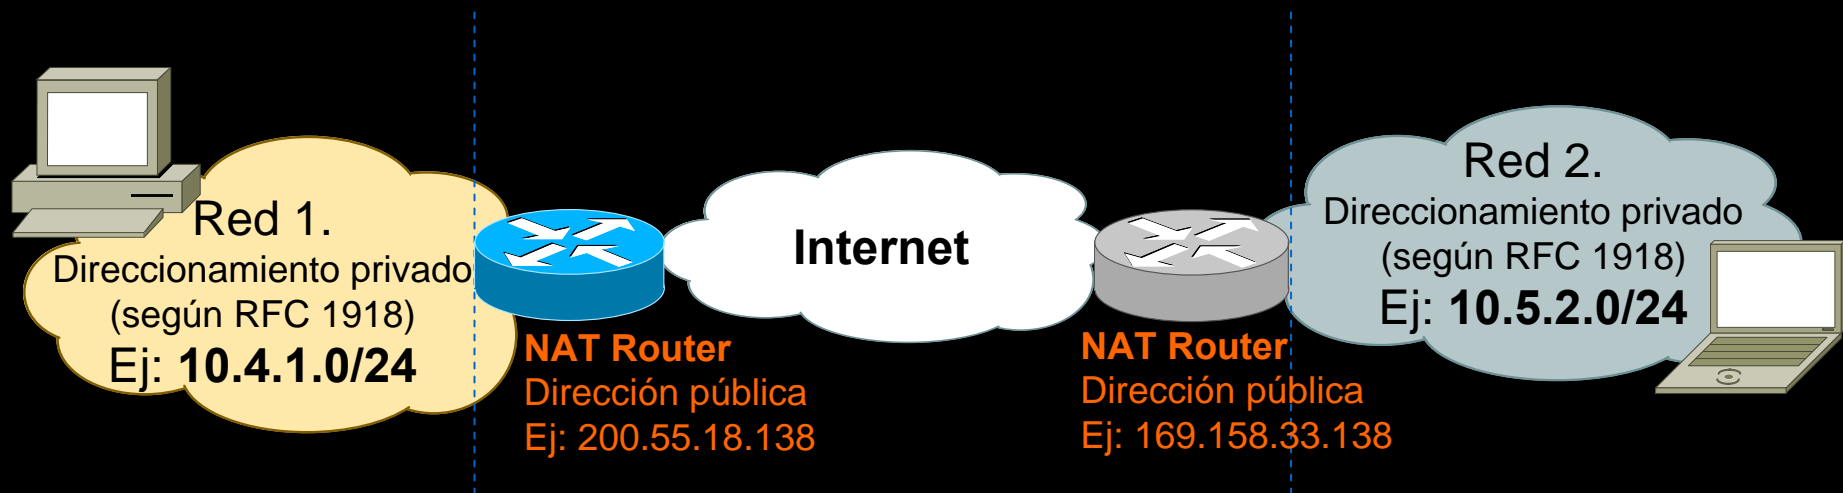 Red 1.
Direccionamiento privado
(según RFC 1918)
Ej: 10.4.1.0/24
NAT Router
Dirección pública
Ej: 200.55.18.138
Internet
NAT Router
Dirección pública
Ej: 169.158.33.138
Red 2.
Direccionamiento privado
(según RFC 1918)
Ej: 10.5.2.0/24